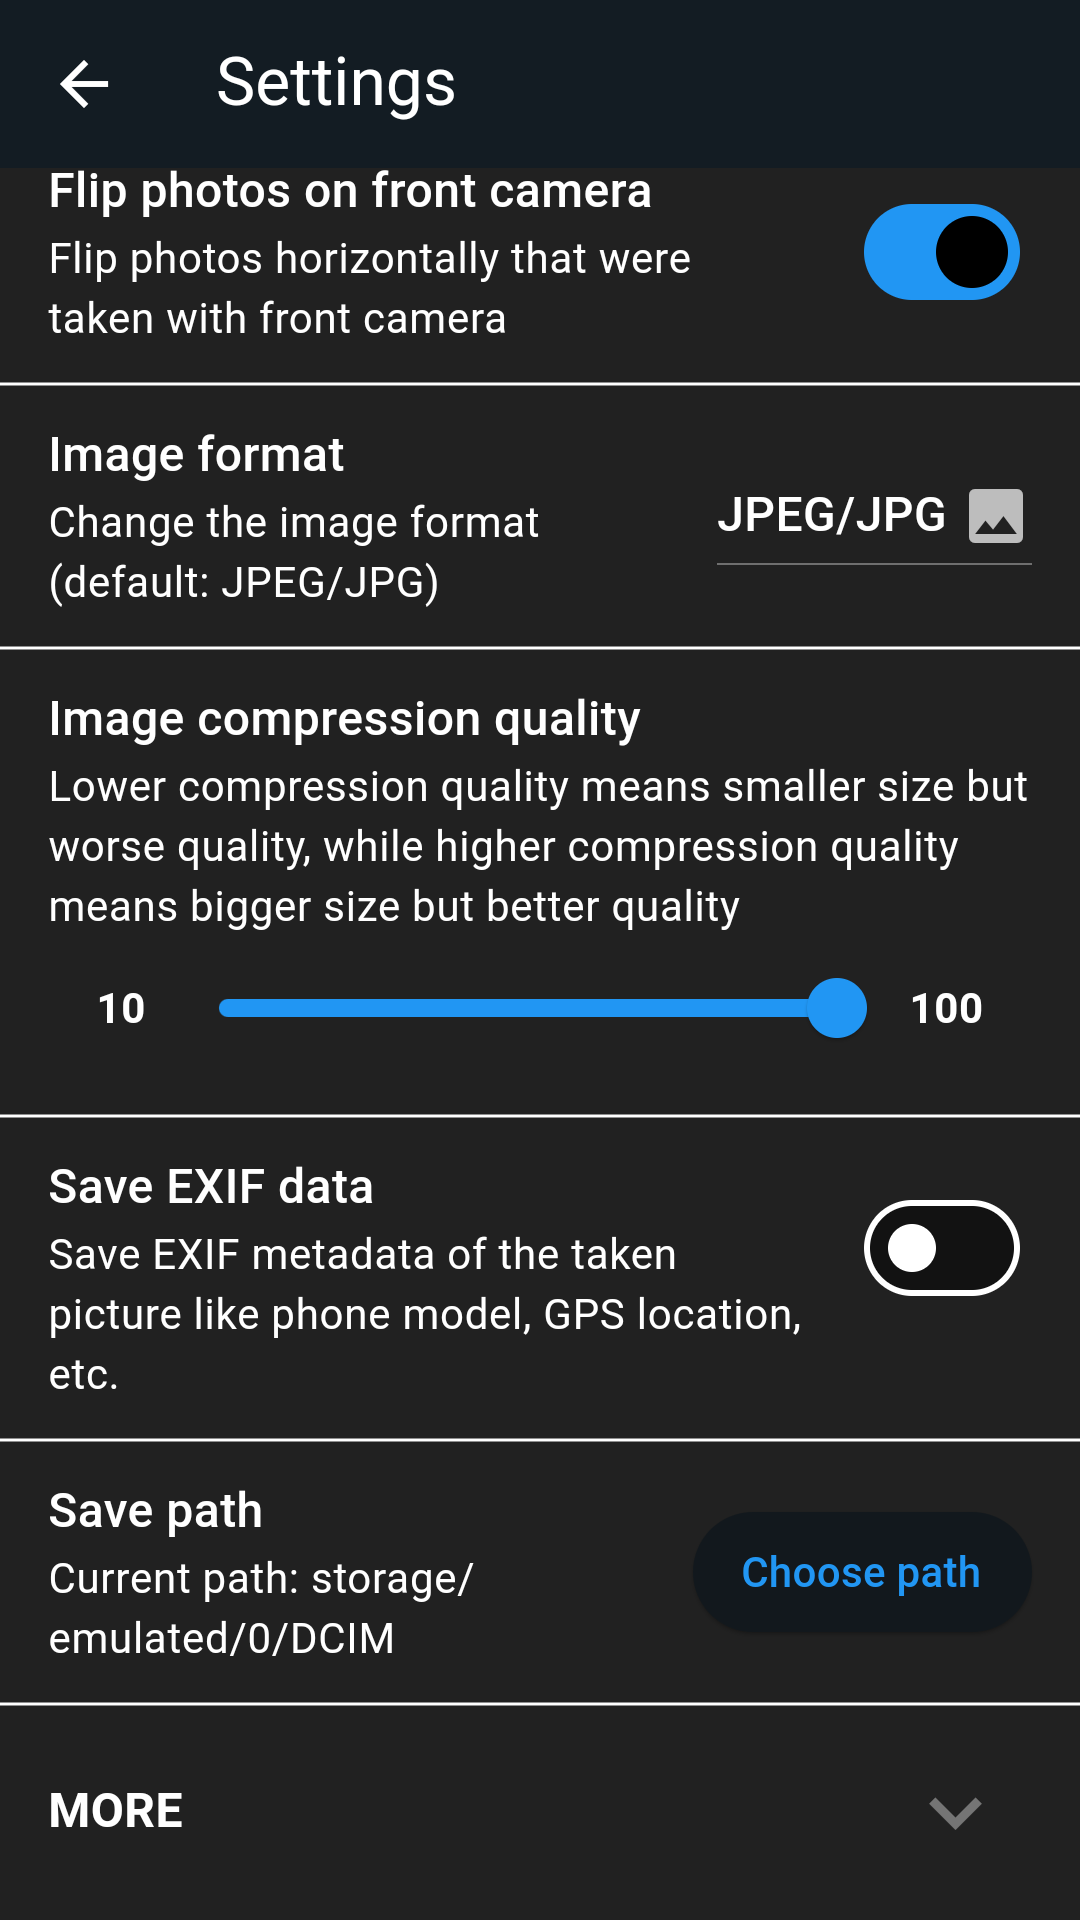 Settings
Flip photos on front camera
Flip photos horizontally that were
taken with front camera
Image format
Change the image format
(default: JPEG/JPG)
JPEG/JPG
Image compression quality
Lower compression quality means smaller size but
worse quality, while higher compression quality
means bigger size but better quality
10
100
Save EXIF data
Save EXIF metadata of the taken
picture like phone model, GPS location,
etc.
Save path
Current path: storage/
emulated/0/DCIM
Choose path
MORE